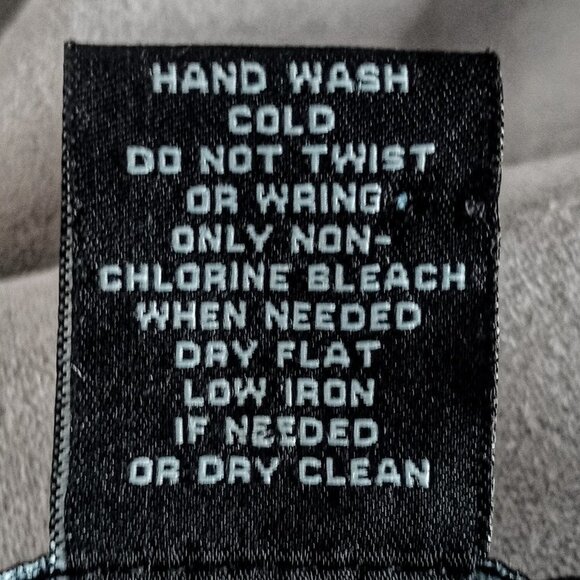 HAND WASH
COLD
DO NOT TWIST
OR WRING
ONLY NON-
CHLORINE BLEACH
WHEN NEEDED
DRY FLAT
LOW IRON
IF NEEDED
OR DRY CLEAN